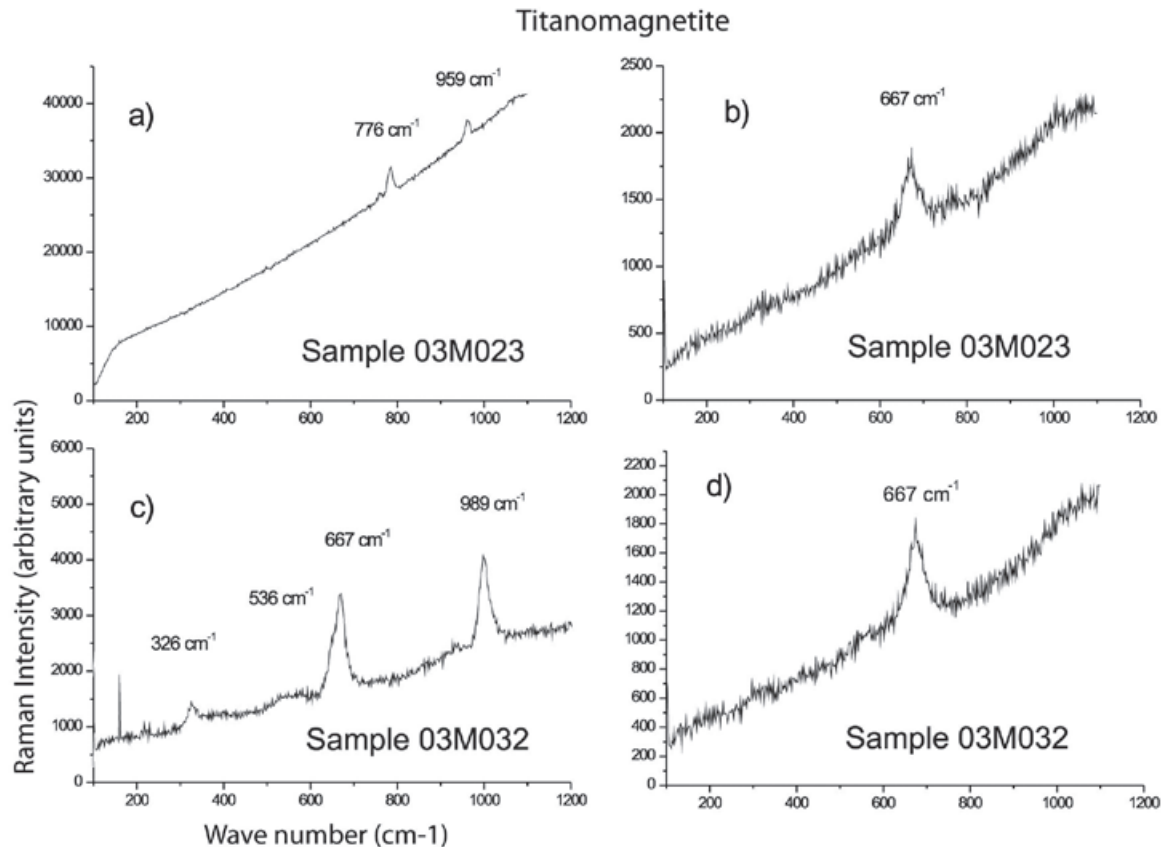 Titanomagnetite
a)
776 cm-1
959 cm-1
40000
30000
20000
10000
0
200 400 600 800 1000 1200
Sample 03M023
b)
667 cm-1
2500
2000
1500
1000
500
0
200 400 600 800 1000 1200
Sample 03M023
c)
326 cm-1
536 cm-1
667 cm-1
989 cm-1
6000
5000
4000
3000
2000
1000
0
200 400 600 800 1000 1200
Sample 03M032
d)
667 cm-1
2200
2000
1800
1600
1400
1200
1000
800
600
400
200
0
200 400 600 800 1000 1200
Sample 03M032
Raman Intensity (arbitrary units)
Wave number (cm-1)